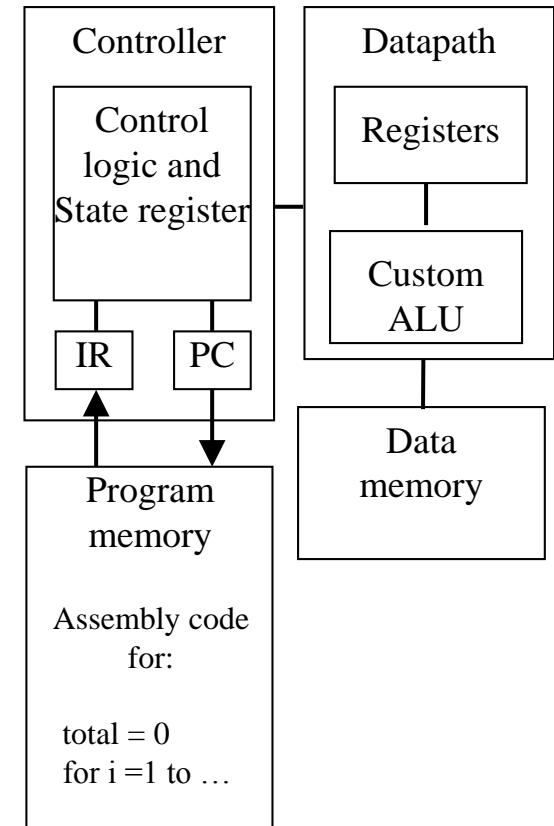 Controller
Control
logic and
State register
IR
PC
Datapath
Registers
Custom
ALU
Data
memory
Program
memory
Assembly code
for:
total = 0
for i =1 to …